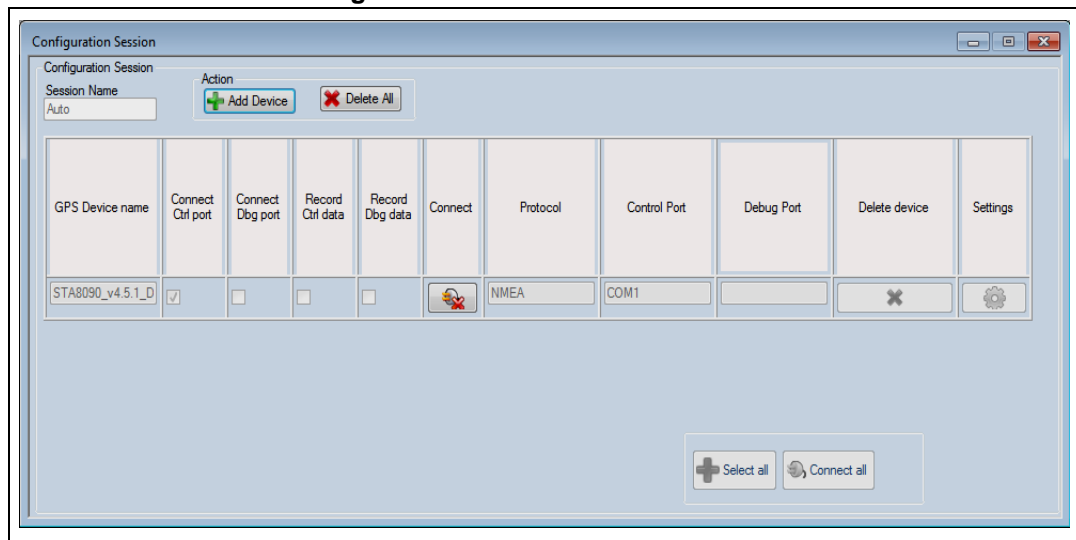 Configuration Session
Configuration Session
Session Name
Auto
Action
Add Device
Delete All
GPS Device name
Connect
Ctrl port
Connect
Dbg port
Record
Ctrl data
Record
Dbg data
Connect
Protocol
Control Port
Debug Port
Delete device
Settings
STA8090_v4.5.1_D
NMEA
COM1
Select all
Connect all